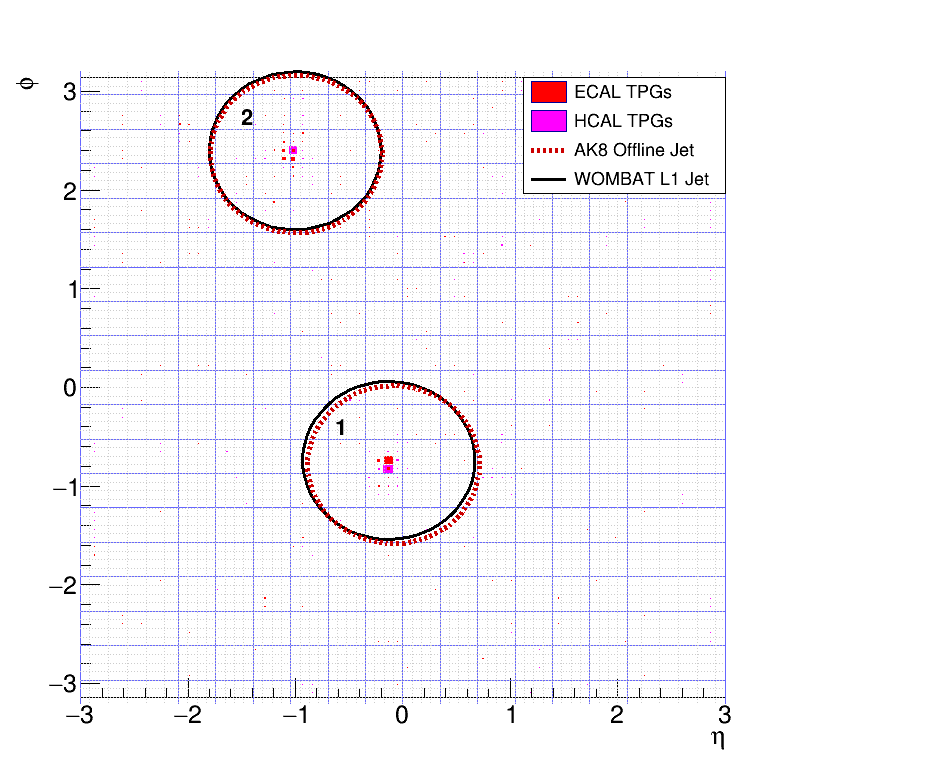 ϕ
3
2
1
0
−1
−2
−3
2
1
ECAL TPGs
HCAL TPGs
AK8 Offline Jet
WOMBAT L1 Jet
−3 −2 −1 0 1 2 3
η